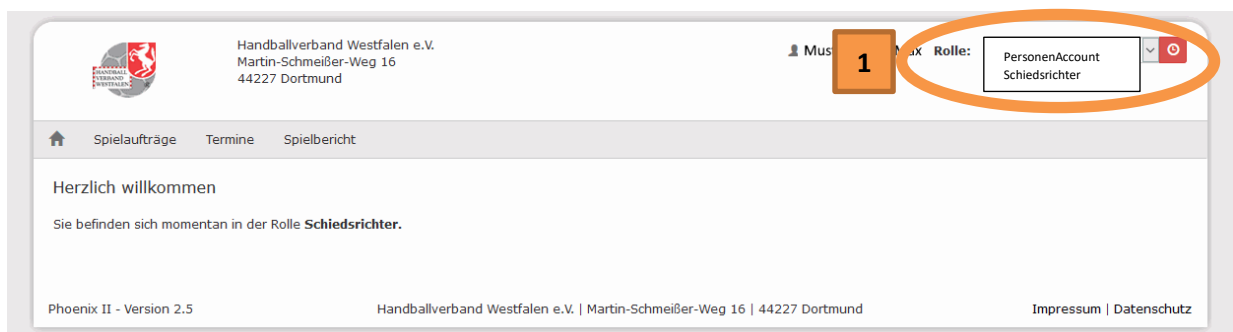 HANDBALL
VERBAND
WESTFALEN
Handballverband Westfalen e.V.
Martin-Schmeißer-Weg 16
44227 Dortmund
1
Rolle:
PersonenAccount
Schiedsrichter
Spielaufträge Termine Spielbericht
Herzlich willkommen
Sie befinden sich momentan in der Rolle Schiedsrichter.
Phoenix II - Version 2.5 Handballverband Westfalen e.V. | Martin-Schmeißer-Weg 16 | 44227 Dortmund Impressum | Datenschutz